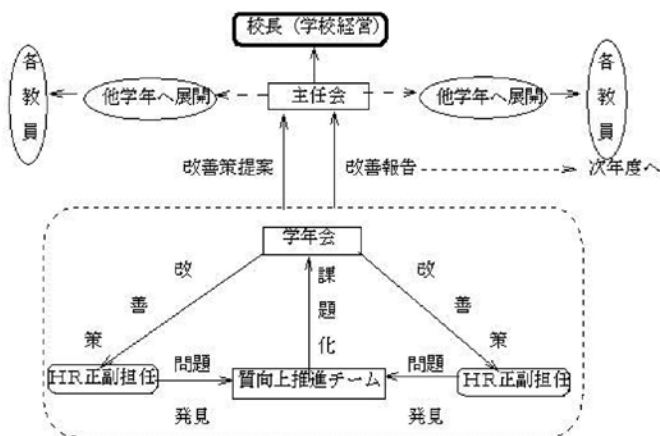 校長（学校経営）
各教員
他学年へ展開
主任会
他学年へ展開
各教員
改善策提案
改善報告
次年度へ
学年会
改善策
課題化
改善策
HR正副担任
問題
発見
質向上推進チーム
問題
発見
HR正副担任